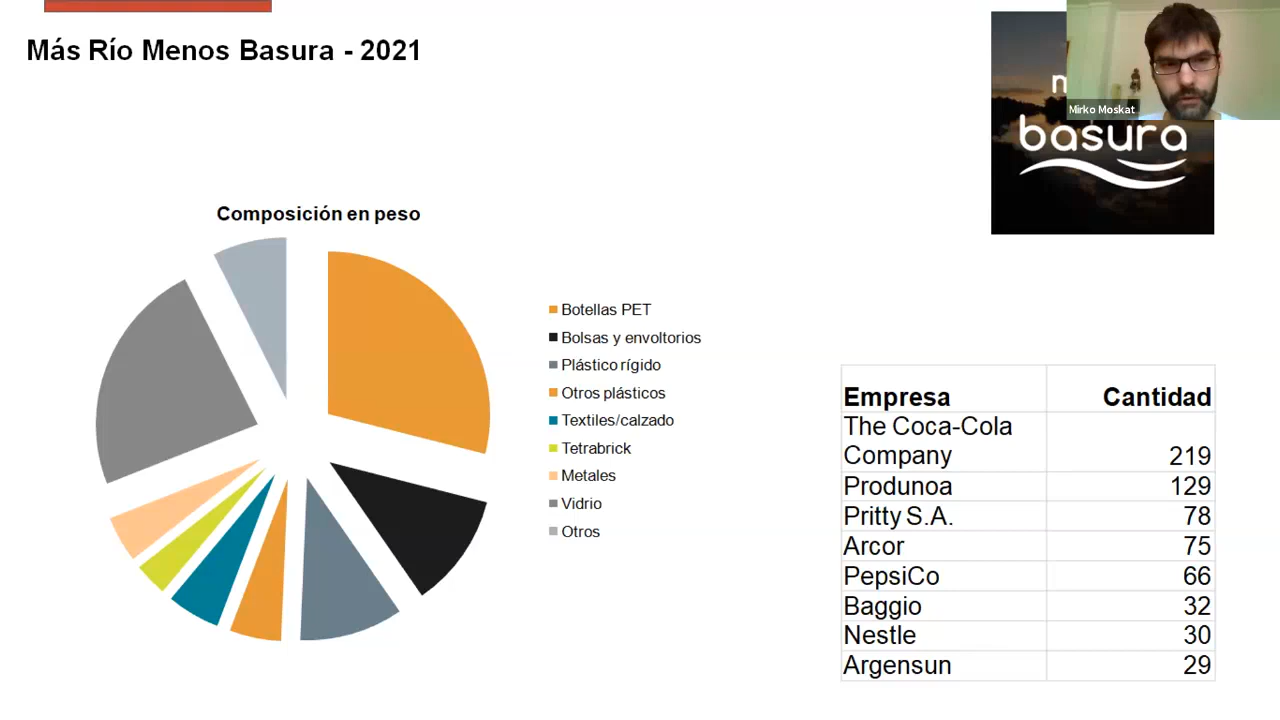 Más Río Menos Basura - 2021
Mirko Moskat
basura
Composición en peso
Botellas PET
Bolsas y envoltorios
Plástico rígido
Otros plásticos
Textiles/calzado
Tetrabrick
Metales
Vidrio
Otros
Empresa Cantidad
The Coca-Cola
Company 219
Produnoa 129
Pritty S.A. 78
Arcor 75
PepsiCo 66
Baggio 32
Nestle 30
Argensun 29